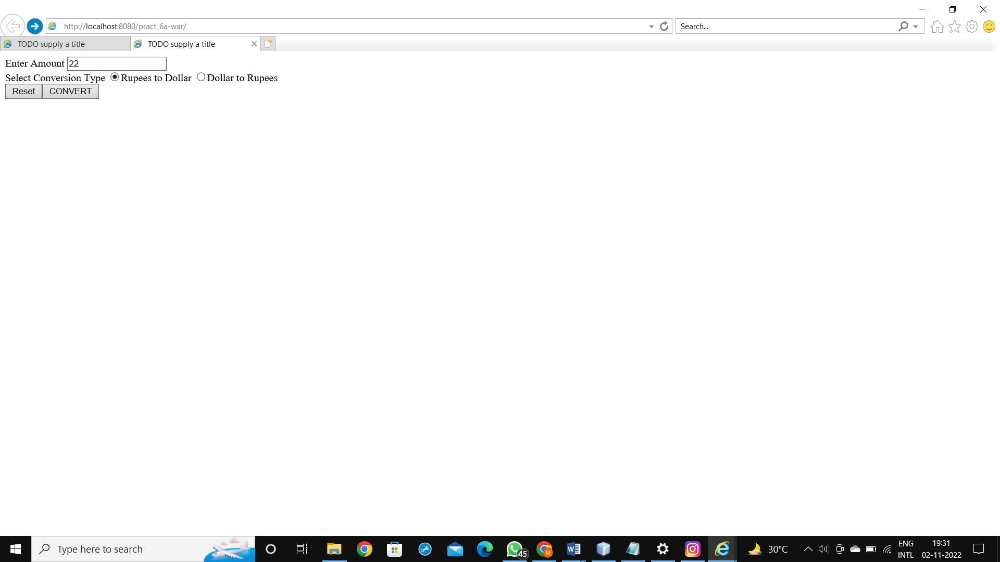 http://localhost:8080/pract_6a-war/
Search...
TODO supply a title
TODO supply a title
Enter Amount 22
Select Conversion Type Rupees to Dollar Dollar to Rupees
Reset CONVERT
Type here to search
45
M
W
30°C
ENG
INTL
19:31
02-11-2022